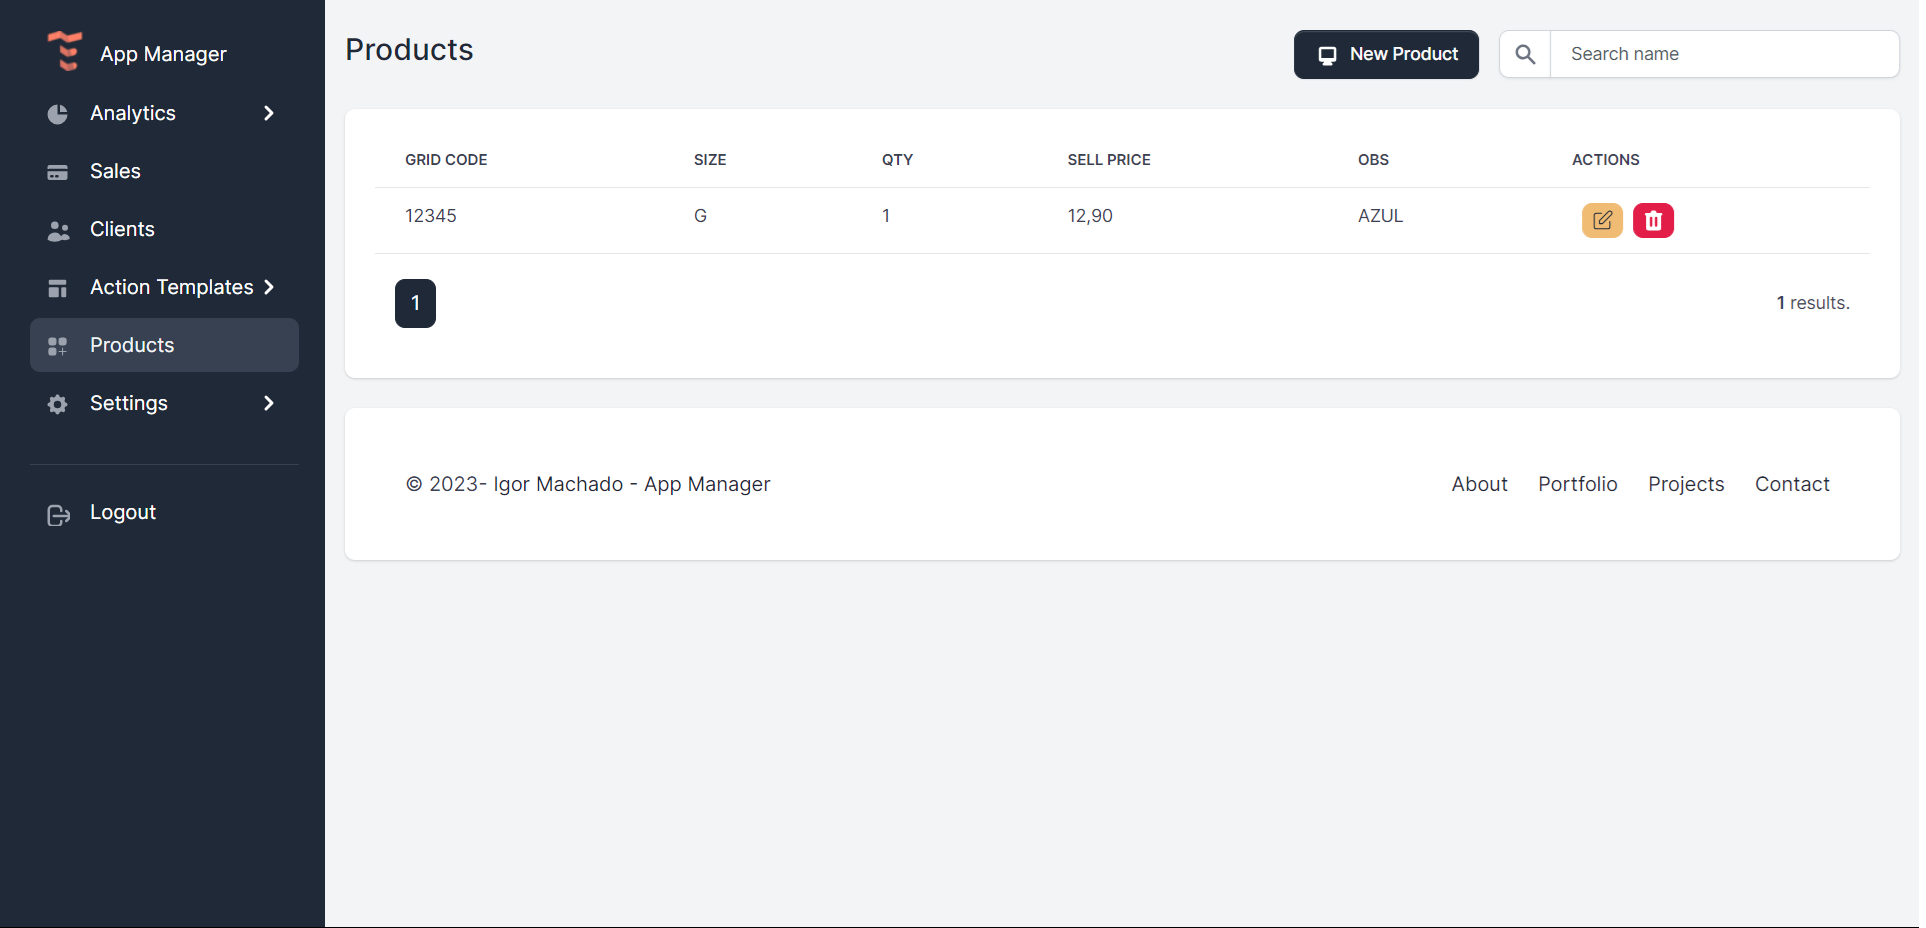 App Manager
Analytics
Sales
Clients
Action Templates
Products
Settings
Logout
Products
New Product
Search name
GRID CODE SIZE QTY SELL PRICE OBS ACTIONS
12345 G 1 12,90 AZUL
1
1 results.
© 2023- Igor Machado - App Manager
About Portfolio Projects Contact